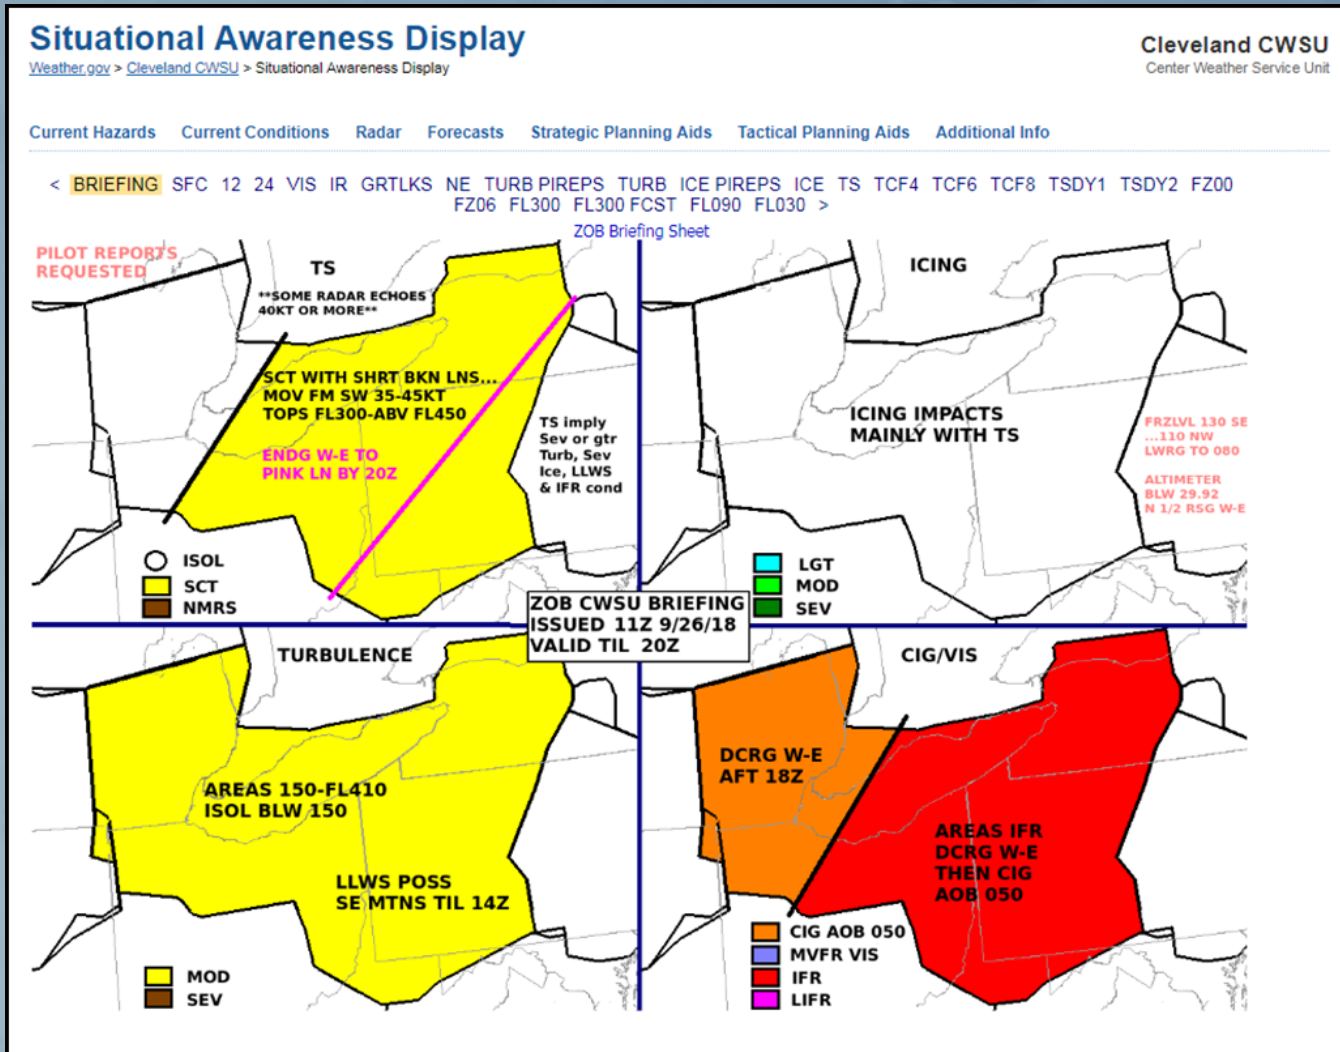 Situational Awareness Display
Cleveland CWSU
Weather.gov > Cleveland CWSU > Situational Awareness Display
Center Weather Service Unit
Current Hazards Current Conditions Radar Forecasts Strategic Planning Aids Tactical Planning Aids Additional Info
< BRIEFING SFC 12 24 VIS IR GRTLKS NE TURB PIREPS TURB ICE PIREPS ICE TS TCF4 TCF6 TCF8 TSDY1 TSDY2 FZ00
FZ06 FL300 FL300 FCST FL090 FL030 >
ZOB Briefing Sheet
PILOT REPORTS
REQUESTED
TS
**SOME RADAR ECHOES
40KT OR MORE**
SCT WITH SHRT BKN LNS...
MOV FM SW 35-45KT
TOPS FL300-ABV FL450
ENDG W-E TO
PINK LN BY 20Z
TS imply
Sev or gtr
Turb, Sev
Ice, LLWS
& IFR cond
ISOL
SCT
NMRS
ICING
ICING IMPACTS
MAINLY WITH TS
FRZLVL 130 SE
...110 NW
LWRG TO 080
ALTIMETER
BLW 29.92
N 1/2 RSG W-E
LGT
MOD
SEV
ZOB CWSU BRIEFING
ISSUED 11Z 9/26/18
VALID TIL 20Z
TURBULENCE
AREAS 150-FL410
ISOL BLW 150
LLWS POSS
SE MTNS TIL 14Z
MOD
SEV
CIG/VIS
DCRG W-E
AFT 18Z
AREAS IFR
DCRG W-E
THEN CIG
AOB 050
CIG AOB 050
MVFR VIS
IFR
LIFR